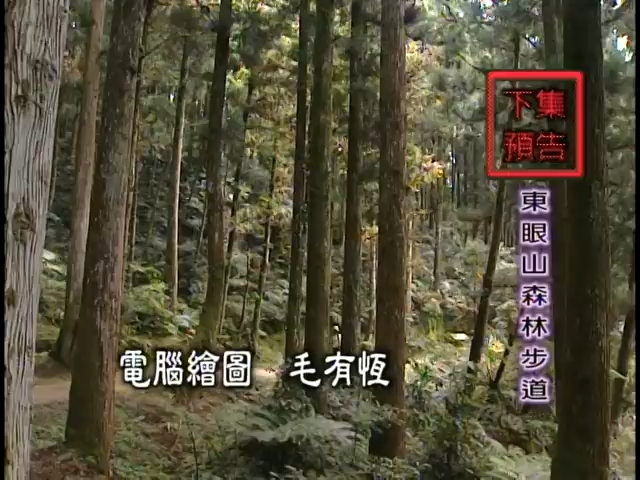 下集
預告
東眼山森林步道
電腦繪圖　毛有恆